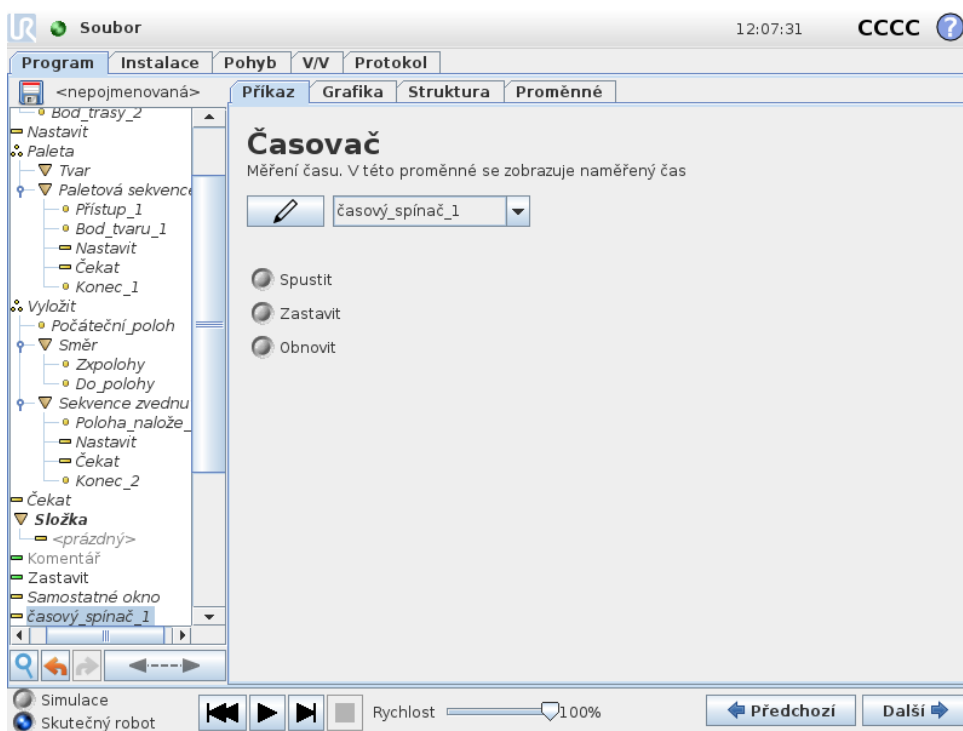 UR Soubor 12:07:31 CCCC ?
Program Instalace Pohyb V/V Protokol
<nepojmenovaná> Příkaz Grafika Struktura Proměnné
Bod_trasy_2
Nastavit
Paleta
Tvar
Paletová sekvence
Přístup_1
Bod_tvaru_1
Nastavit
Čekat
Konec_1
Vyložit
Počáteční_poloh
Směr
Zxpolohy
Do_polohy
Sekvence zvednu
Poloha_nalože_
Nastavit
Čekat
Konec_2
Čekat
Složka
<prázdný>
Komentář
Zastavit
Samostatné okno
časový_spínač_1
Časovač
Měření času. V této proměnné se zobrazuje naměřený čas
časový_spínač_1
Spustit
Zastavit
Obnovit
Simulace
Skutečný robot
Rychlost 100%
Předchozí Další